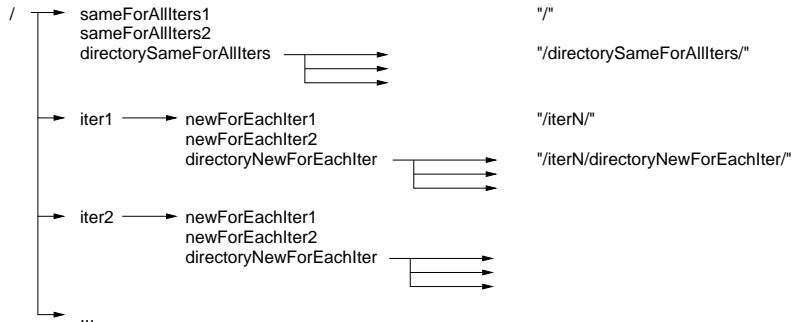 / sameForAllIters1 "/"
sameForAllIters2
directorySameForAllIters "/directorySameForAllIters/"
iter1 newForEachIter1 "/iterN/"
newForEachIter2
directoryNewForEachIter "/iterN/directoryNewForEachIter/"
iter2 newForEachIter1
newForEachIter2
directoryNewForEachIter
...